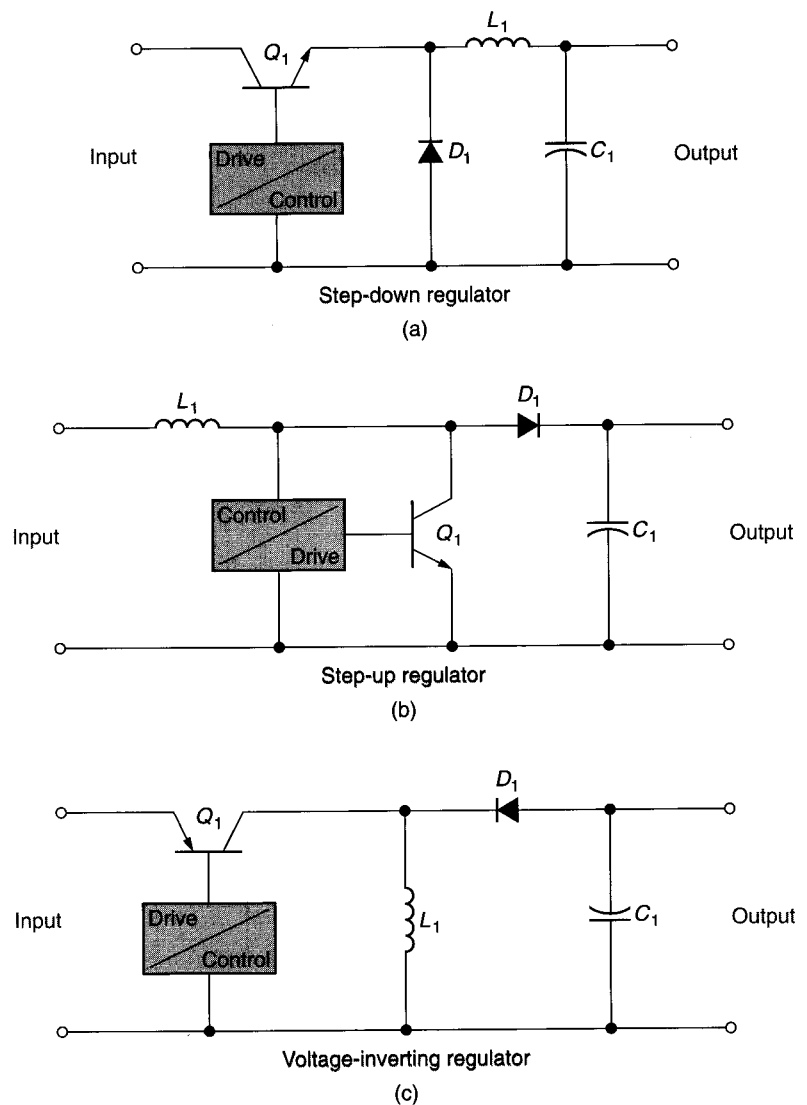 L1
Q1
Drive
Control
D1
C1
Input
Output
Step-down regulator
(a)
L1
D1
Control
Drive
Q1
C1
Input
Output
Step-up regulator
(b)
D1
Q1
Drive
Control
L1
C1
Input
Output
Voltage-inverting regulator
(c)